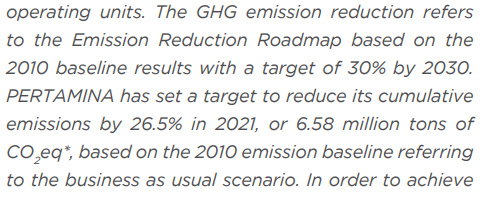 operating units. The GHG emission reduction refers
to the Emission Reduction Roadmap based on the
2010 baseline results with a target of 30% by 2030.
PERTAMINA has set a target to reduce its cumulative
emissions by 26.5% in 2021, or 6.58 million tons of
CO₂eq*, based on the 2010 emission baseline referring
to the business as usual scenario. In order to achieve